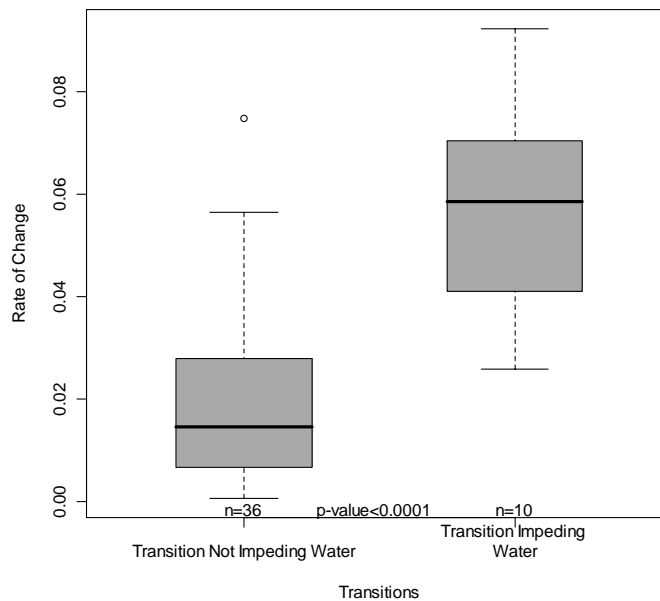 0.08
0.06
0.04
0.02
0.00
Rate of Change
n=36 p-value<0.0001 n=10
Transition Not Impeding Water
Transition Impeding
Water
Transitions